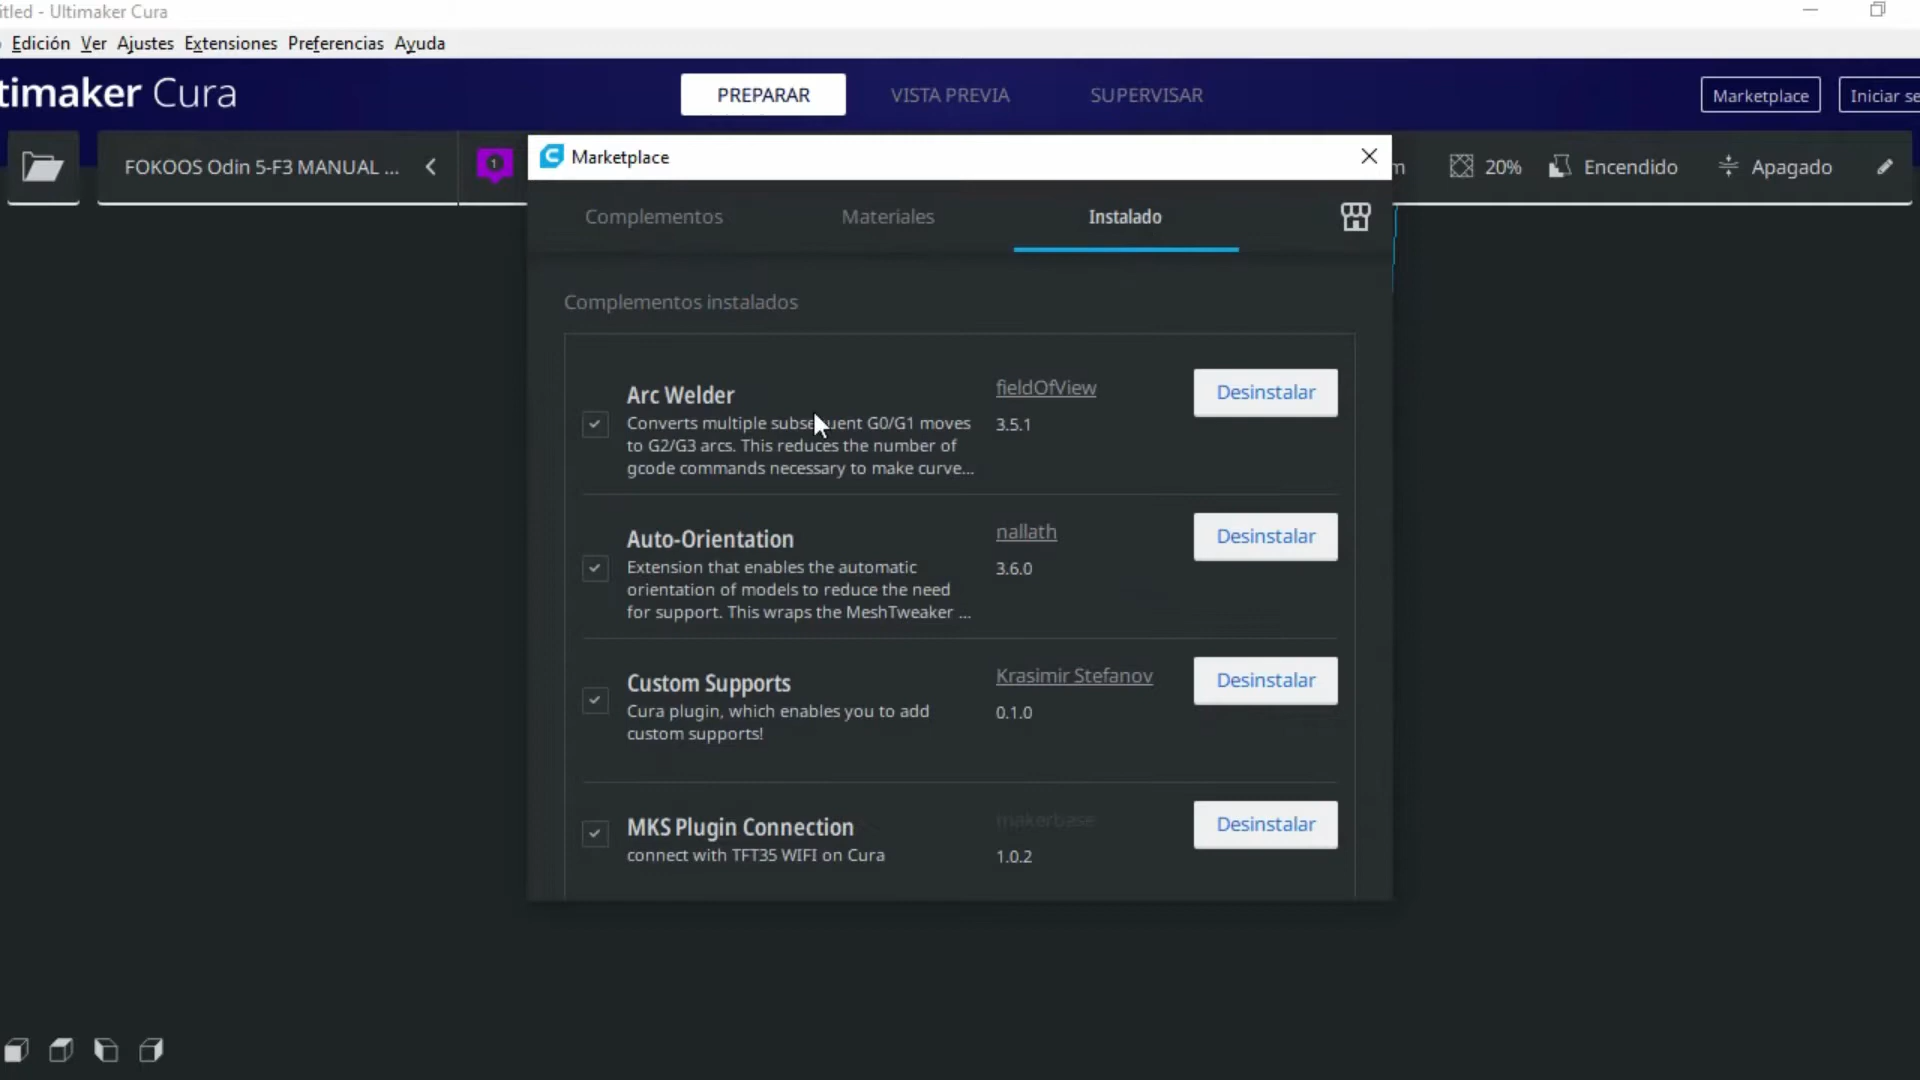 itled - Ultimaker Cura
Edición Ver Ajustes Extensiones Preferencias Ayuda
timaker Cura
PREPARAR
VISTA PREVIA
SUPERVISAR
Marketplace
Iniciar se
FOKOOS Odin 5-F3 MANUAL ...
1
Marketplace
m
20%
Encendido
Apagado
Complementos
Materiales
Instalado
Complementos instalados
Arc Welder
Converts multiple subsequent G0/G1 moves
to G2/G3 arcs. This reduces the number of
gcode commands necessary to make curve...
fieldOfView
3.5.1
Desinstalar
Auto-Orientation
Extension that enables the automatic
orientation of models to reduce the need
for support. This wraps the MeshTweaker ...
nallath
3.6.0
Desinstalar
Custom Supports
Cura plugin, which enables you to add
custom supports!
Krasimir Stefanov
0.1.0
Desinstalar
MKS Plugin Connection
connect with TFT35 WIFI on Cura
makerbase
1.0.2
Desinstalar